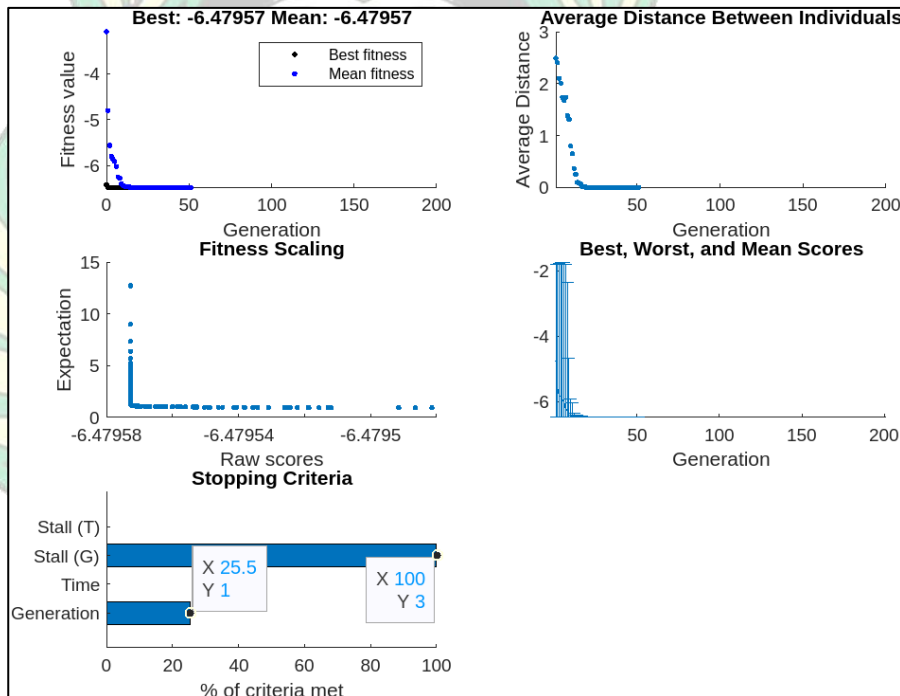 Best: -6.47957 Mean: -6.47957
Best fitness
Mean fitness
Fitness value
-4
-5
-6
0 50 100 150 200
Generation
Average Distance Between Individuals
Average Distance
3
2
1
0
0 50 100 150 200
Generation
Fitness Scaling
Expectation
15
10
5
0
-6.47958 -6.47954 -6.4795
Raw scores
Best, Worst, and Mean Scores
-2
-4
-6
50 100 150 200
Generation
Stopping Criteria
Stall (T)
Stall (G)
Time
Generation
X 25.5
Y 1
X 100
Y 3
0 20 40 60 80 100
% of criteria met